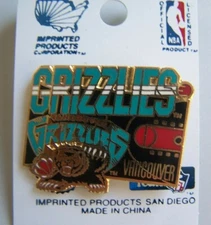 IMPRINTED
PRODUCTS
CORPORATION
OFFICIAL
LICENSED
NBA
PRODUCT
GRIZZLIES
GRIZZLIES
VANCOUVER
IMPRINTED PRODUCTS SAN DIEGO
MADE IN CHINA